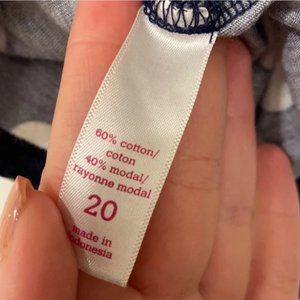 60% cotton/
coton
40% modal/
rayonne modal
20
made in
indonesia